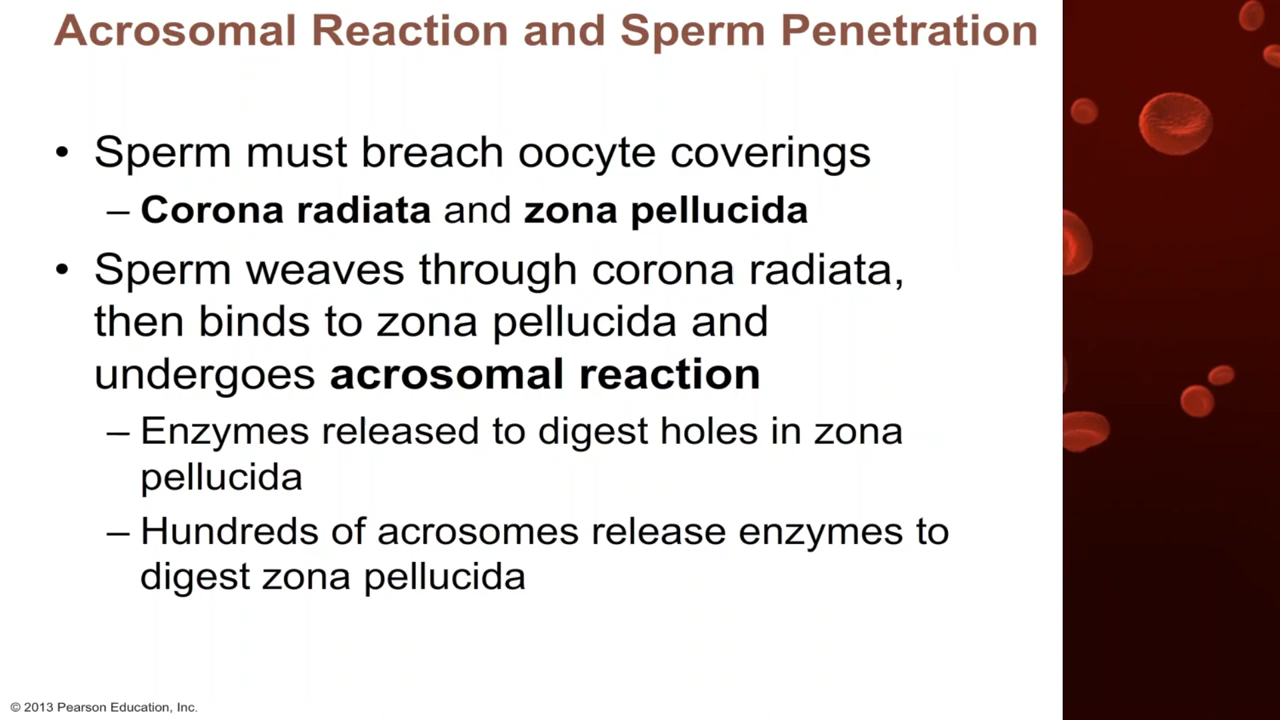 Acrosomal Reaction and Sperm Penetration
• Sperm must breach oocyte coverings
– Corona radiata and zona pellucida
• Sperm weaves through corona radiata,
then binds to zona pellucida and
undergoes acrosomal reaction
– Enzymes released to digest holes in zona
pellucida
– Hundreds of acrosomes release enzymes to
digest zona pellucida
© 2013 Pearson Education, Inc.